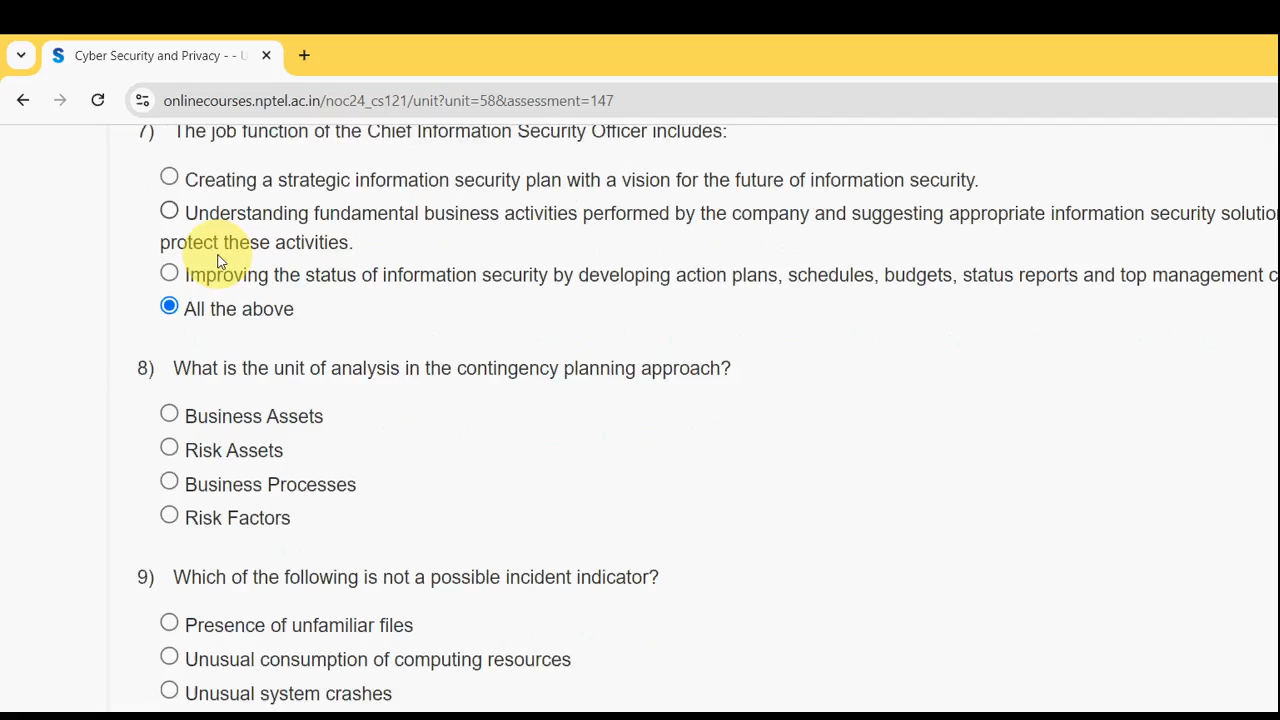 Cyber Security and Privacy - - U
onlinecourses.nptel.ac.in/noc24_cs121/unit?unit=58&assessment=147
7) The job function of the Chief Information Security Officer includes:
Creating a strategic information security plan with a vision for the future of information security.
Understanding fundamental business activities performed by the company and suggesting appropriate information security solutio
protect these activities.
Improving the status of information security by developing action plans, schedules, budgets, status reports and top management c
All the above
8) What is the unit of analysis in the contingency planning approach?
Business Assets
Risk Assets
Business Processes
Risk Factors
9) Which of the following is not a possible incident indicator?
Presence of unfamiliar files
Unusual consumption of computing resources
Unusual system crashes